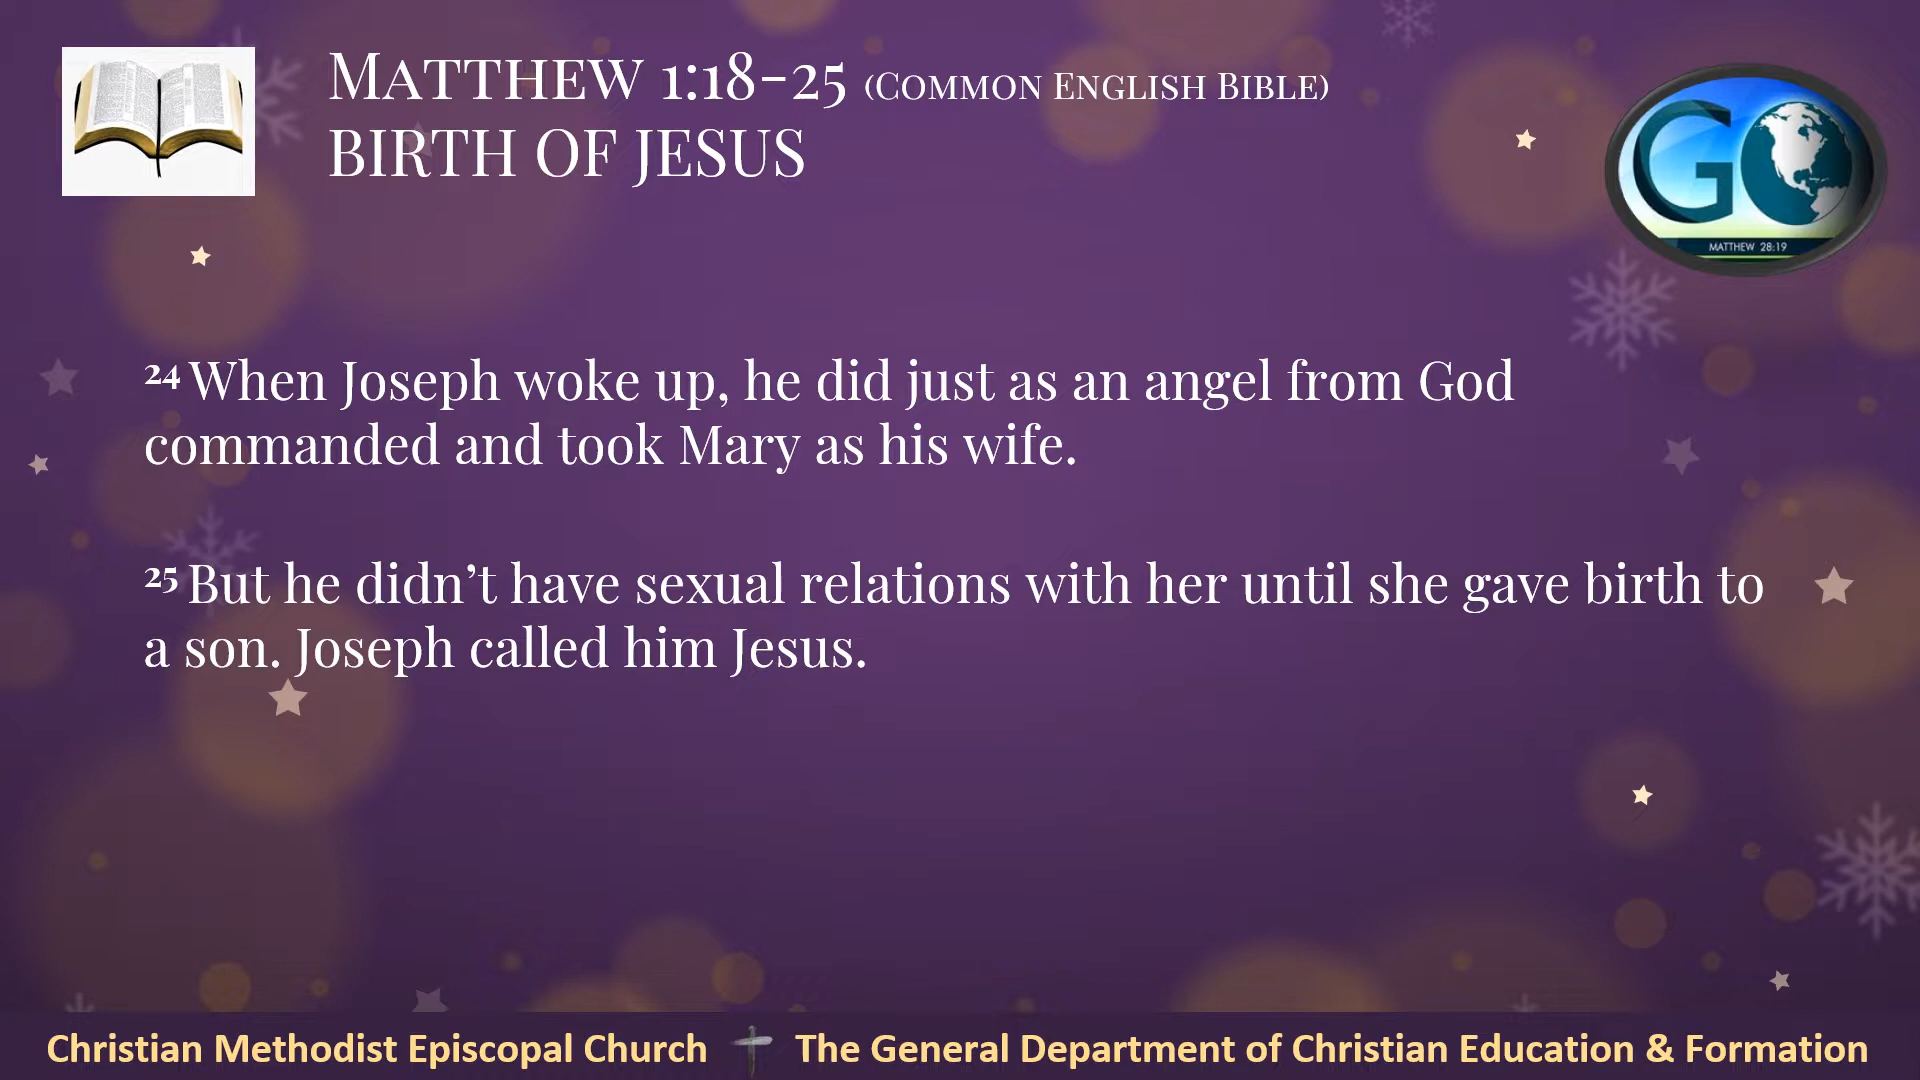 MATTHEW 1:18-25 (COMMON ENGLISH BIBLE)
BIRTH OF JESUS
GO
MATTHEW 28:19
24 When Joseph woke up, he did just as an angel from God
commanded and took Mary as his wife.
25 But he didn’t have sexual relations with her until she gave birth to
a son. Joseph called him Jesus.
Christian Methodist Episcopal Church The General Department of Christian Education & Formation